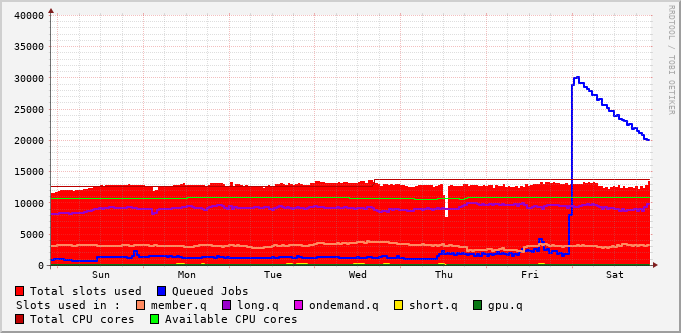 RRDTOOL / TOBI OETIKER
40000
35000
30000
25000
20000
15000
10000
5000
0
Sun Mon Tue Wed Thu Fri Sat
Total slots used Queued Jobs
Slots used in : member.q long.q ondemand.q short.q gpu.q
Total CPU cores Available CPU cores